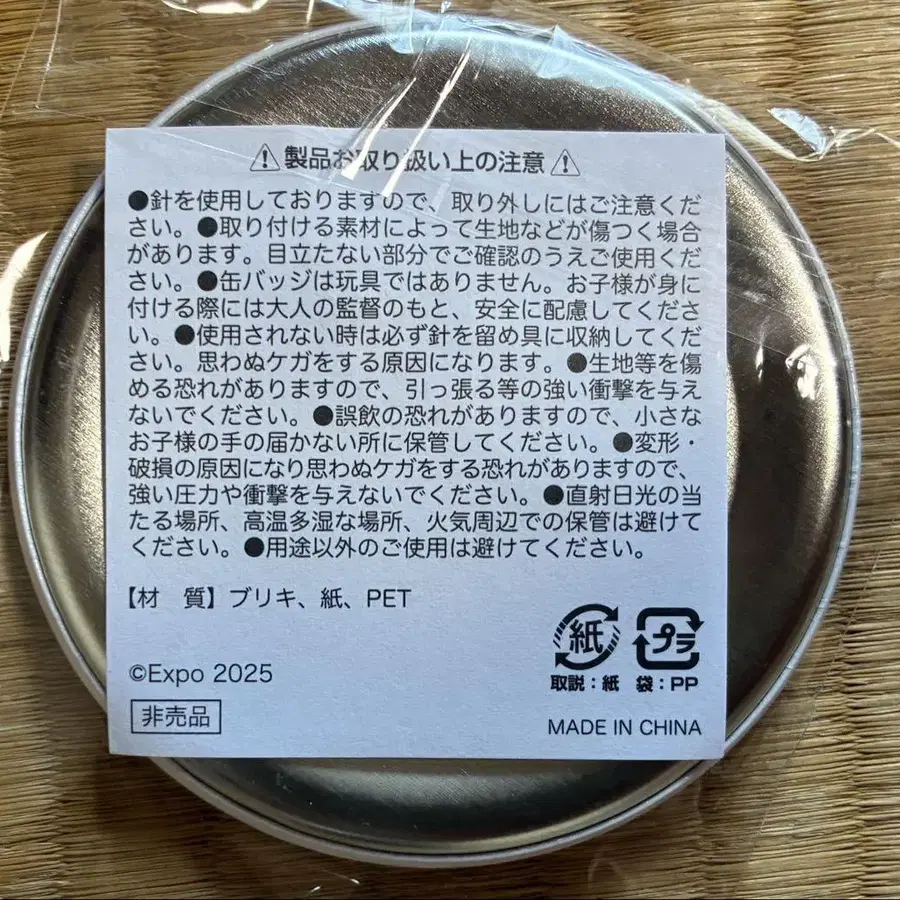 ⚠製品お取り扱い上の注意⚠
●針を使用しておりますので、取り外しにはご注意くだ
さい。●取り付ける素材によって生地などが傷つく場合
があります。目立たない部分でご確認のうえご使用くだ
さい。●缶バッジは玩具ではありません。お子様が身に
付ける際には大人の監督のもと、安全に配慮してくださ
い。●使用されない時は必ず針を留め具に収納してくだ
さい。思わぬケガをする原因になります。●生地等を傷
める恐れがありますので、引っ張る等の強い衝撃を与え
ないでください。●誤飲の恐れがありますので、小さな
お子様の手の届かない所に保管してください。●変形・
破損の原因になり思わぬケガをする恐れがありますので、
強い圧力や衝撃を与えないでください。●直射日光の当
たる場所、高温多湿な場所、火気周辺での保管は避けて
ください。●用途以外のご使用は避けてください。
【材　質】ブリキ、紙、PET
紙 プラ
取説：紙 袋：PP
©Expo 2025
非売品
MADE IN CHINA